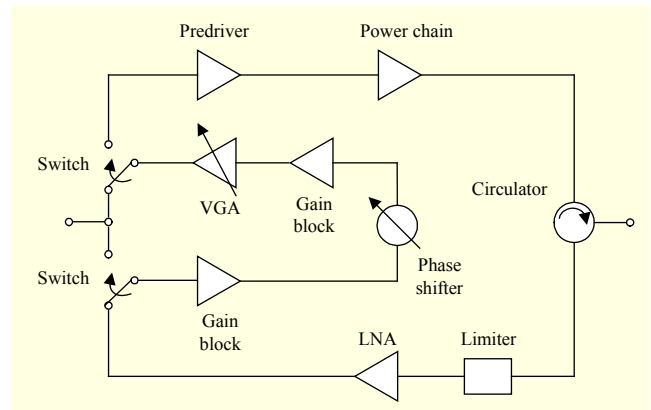 Predriver
Power chain
Switch
VGA
Gain
block
Circulator
Switch
Phase
shifter
Gain
block
LNA
Limiter